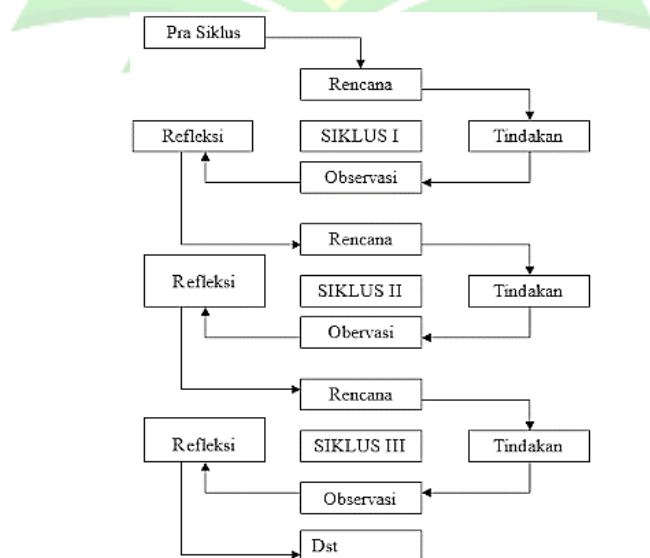 Pra Siklus
Rencana
Refleksi
SIKLUS I
Tindakan
Observasi
Rencana
Refleksi
SIKLUS II
Tindakan
Obervasi
Rencana
Refleksi
SIKLUS III
Tindakan
Observasi
Dst